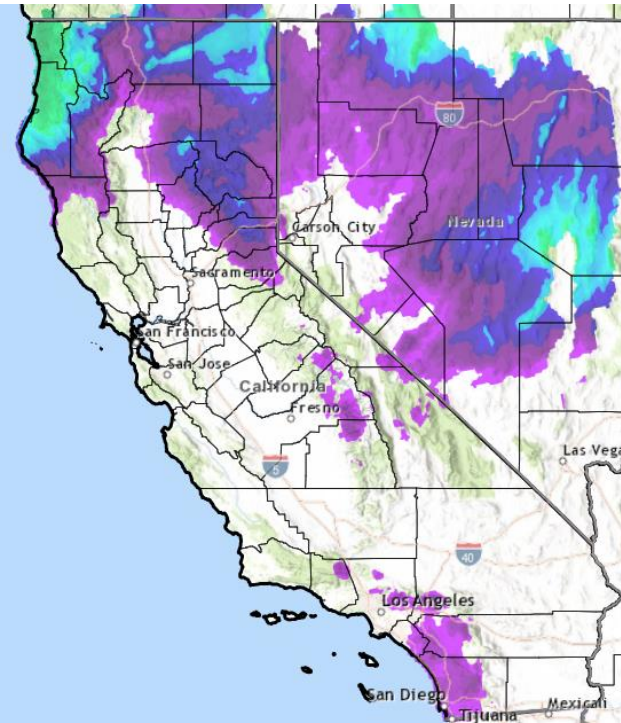 80
Carson City
Nevada
Sacramento
San Francisco
San Jose
California
Fresno
5
Las Vega
40
Los Angeles
San Diego
Tijuana
Mexicali